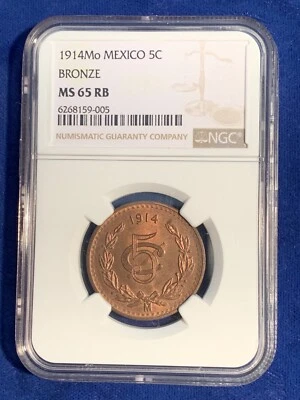 1914Mo MEXICO 5C
BRONZE
MS 65 RB
6268159-005
NUMISMATIC GUARANTY COMPANY
NGC
1914
5 C
M